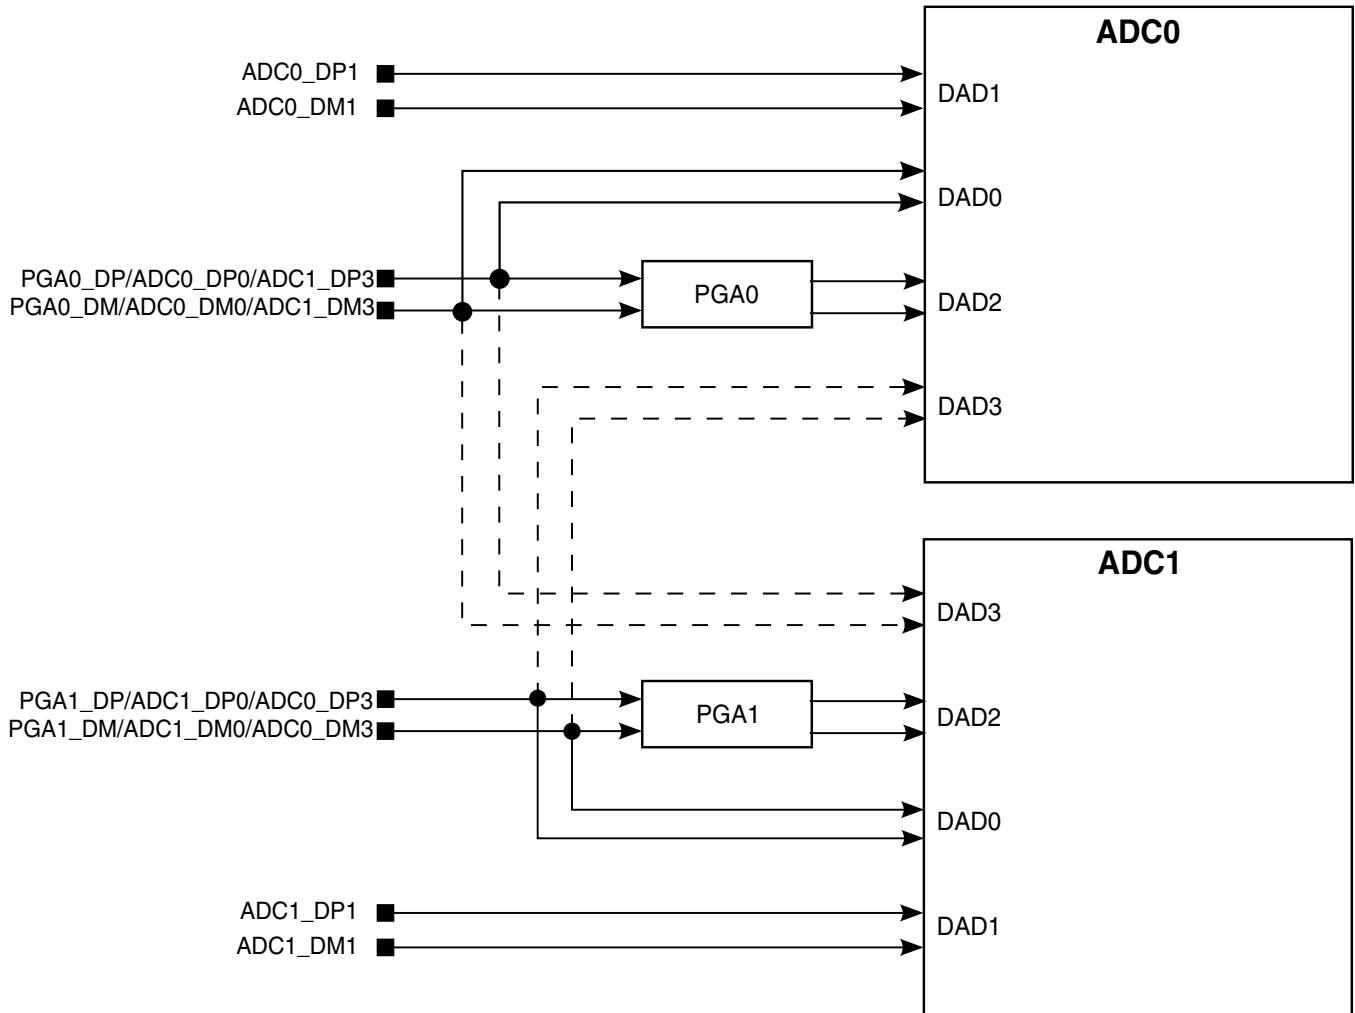 ADC0
ADC0_DP1
DAD1
ADC0_DM1
DAD0
PGA0_DP/ADC0_DP0/ADC1_DP3
PGA0
PGA0_DM/ADC0_DM0/ADC1_DM3
DAD2
DAD3
ADC1
DAD3
PGA1_DP/ADC1_DP0/ADC0_DP3
PGA1
DAD2
PGA1_DM/ADC1_DM0/ADC0_DM3
DAD0
ADC1_DP1
DAD1
ADC1_DM1